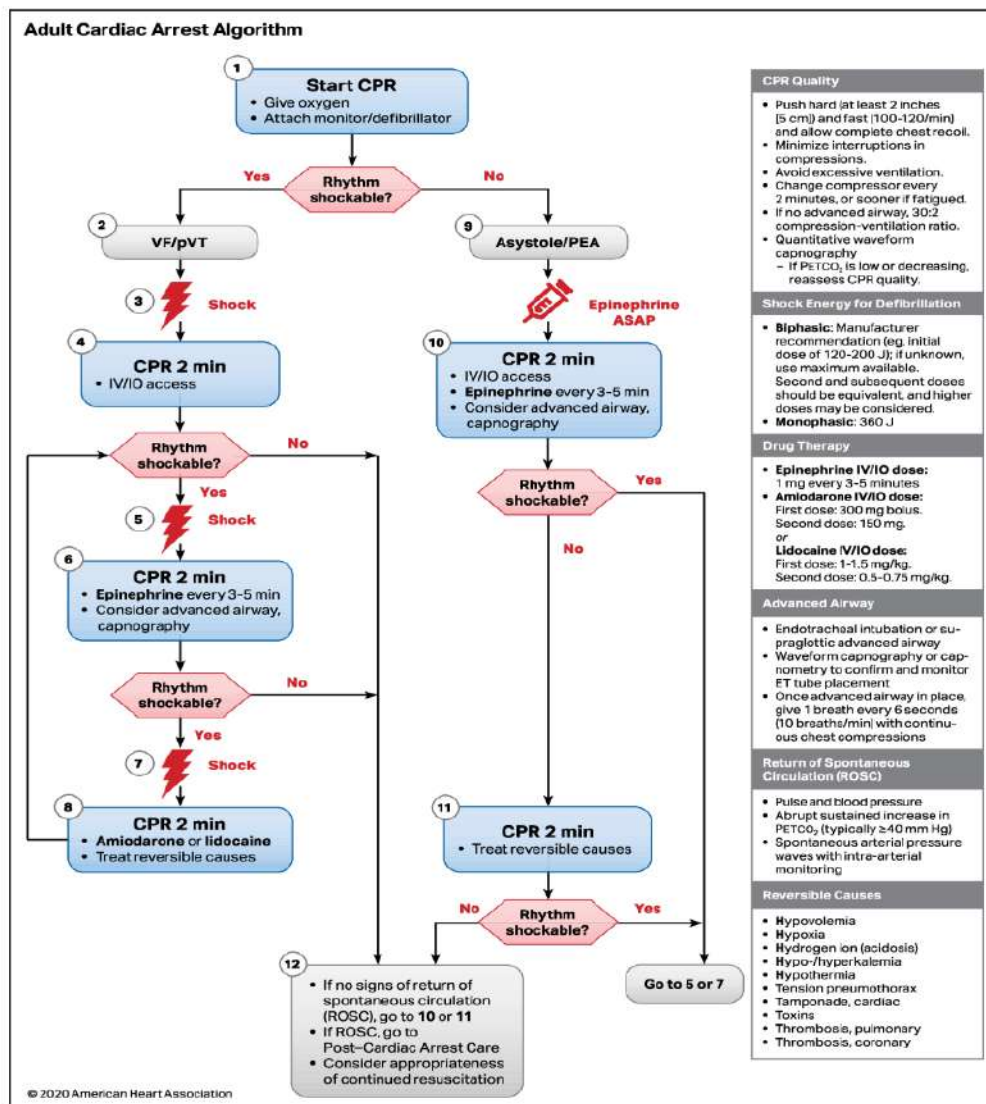 Adult Cardiac Arrest Algorithm
1
Start CPR
• Give oxygen
• Attach monitor/defibrillator
Yes
Rhythm
shockable?
No
2
VF/pVT
9
Asystole/PEA
3
Shock
Epinephrine
ASAP
4
CPR 2 min
• IV/IO access
10
CPR 2 min
• IV/IO access
• Epinephrine every 3-5 min
• Consider advanced airway,
capnography
Rhythm
shockable?
No
Yes
Rhythm
shockable?
Yes
No
5
Shock
6
CPR 2 min
• Epinephrine every 3-5 min
• Consider advanced airway,
capnography
Rhythm
shockable?
No
Yes
7
Shock
8
CPR 2 min
• Amiodarone or lidocaine
• Treat reversible causes
11
CPR 2 min
• Treat reversible causes
No
Rhythm
shockable?
Yes
12
• If no signs of return of
spontaneous circulation
(ROSC), go to 10 or 11
• If ROSC, go to
Post–Cardiac Arrest Care
• Consider appropriateness
of continued resuscitation
Go to 5 or 7
CPR Quality
• Push hard (at least 2 inches
[5 cm]) and fast (100-120/min)
and allow complete chest recoil.
• Minimize interruptions in
compressions.
• Avoid excessive ventilation.
• Change compressor every
2 minutes, or sooner if fatigued.
• If no advanced airway, 30:2
compression-ventilation ratio.
• Quantitative waveform
capnography
– If PETCO₂ is low or decreasing,
reassess CPR quality.
Shock Energy for Defibrillation
• Biphasic: Manufacturer
recommendation (eg, initial
dose of 120-200 J); if unknown,
use maximum available.
Second and subsequent doses
should be equivalent, and higher
doses may be considered.
• Monophasic: 360 J
Drug Therapy
• Epinephrine IV/IO dose:
1 mg every 3-5 minutes
• Amiodarone IV/IO dose:
First dose: 300 mg bolus.
Second dose: 150 mg.
or
Lidocaine IV/IO dose:
First dose: 1-1.5 mg/kg.
Second dose: 0.5-0.75 mg/kg.
Advanced Airway
• Endotracheal intubation or su-
praglottic advanced airway
• Waveform capnography or cap-
nometry to confirm and monitor
ET tube placement
• Once advanced airway in place,
give 1 breath every 6 seconds
(10 breaths/min) with continu-
ous chest compressions
Return of Spontaneous
Circulation (ROSC)
• Pulse and blood pressure
• Abrupt sustained increase in
PETCO₂ (typically ≥40 mm Hg)
• Spontaneous arterial pressure
waves with intra-arterial
monitoring
Reversible Causes
• Hypovolemia
• Hypoxia
• Hydrogen ion (acidosis)
• Hypo-/hyperkalemia
• Hypothermia
• Tension pneumothorax
• Tamponade, cardiac
• Toxins
• Thrombosis, pulmonary
• Thrombosis, coronary
© 2020 American Heart Association